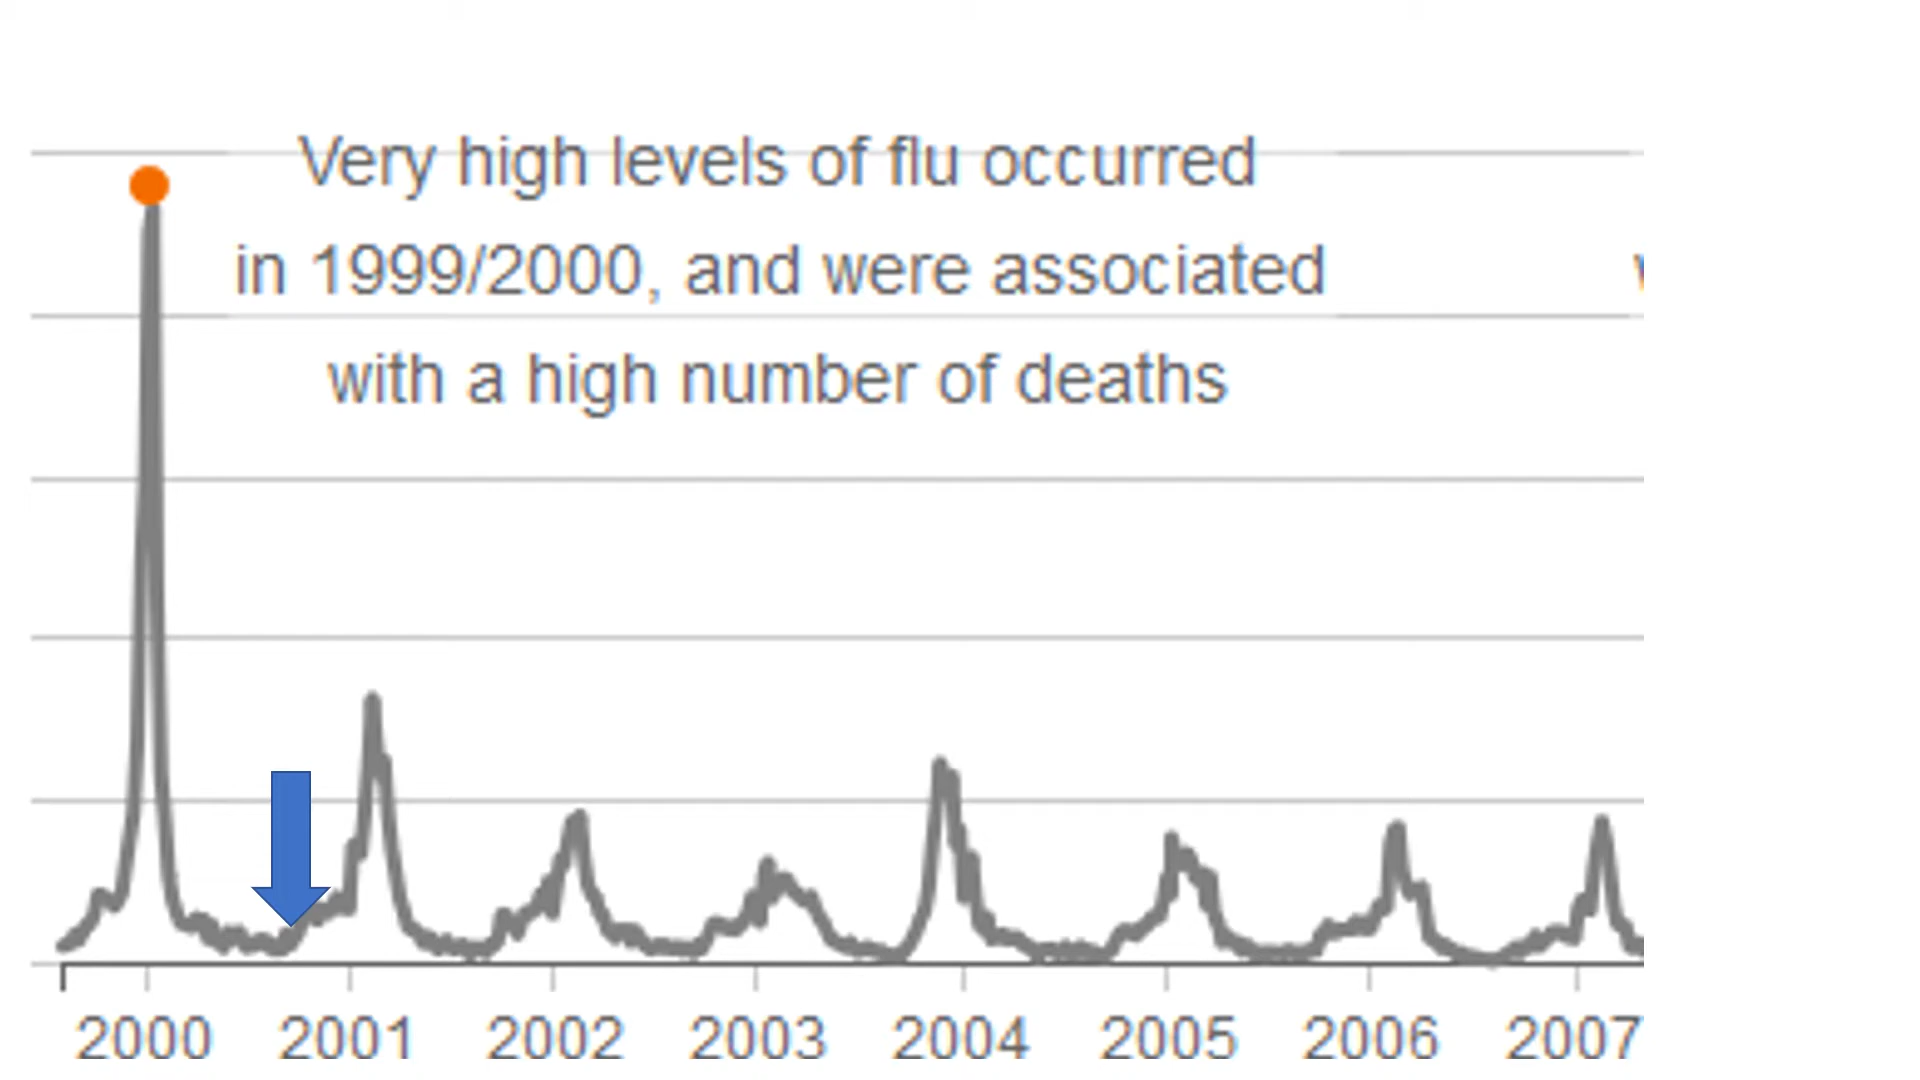 Very high levels of flu occurred
in 1999/2000, and were associated
with a high number of deaths
2000 2001 2002 2003 2004 2005 2006 2007